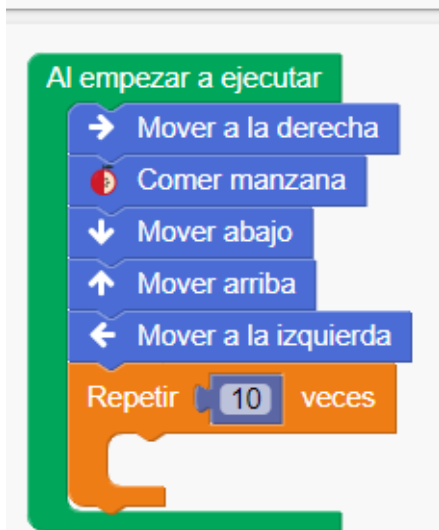 Al empezar a ejecutar
Mover a la derecha
Comer manzana
Mover abajo
Mover arriba
Mover a la izquierda
Repetir 10 veces